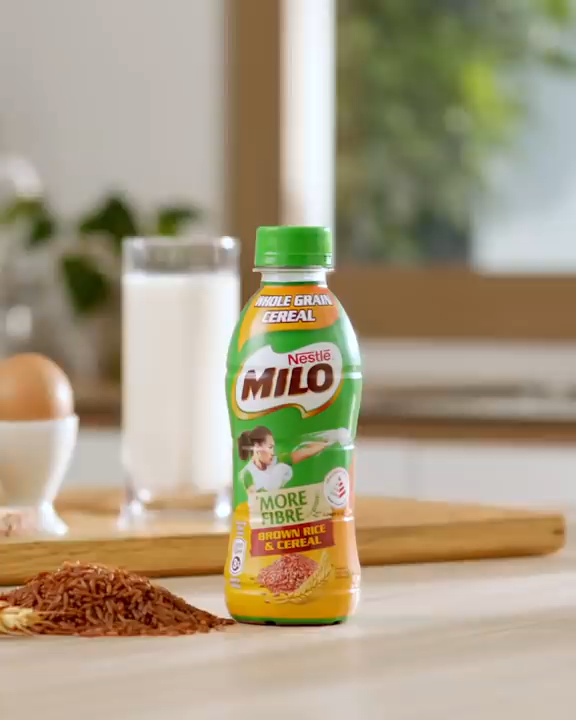 WHOLE GRAIN
CEREAL
Nestlé
MILO
MORE
FIBRE
BROWN RICE
& CEREAL